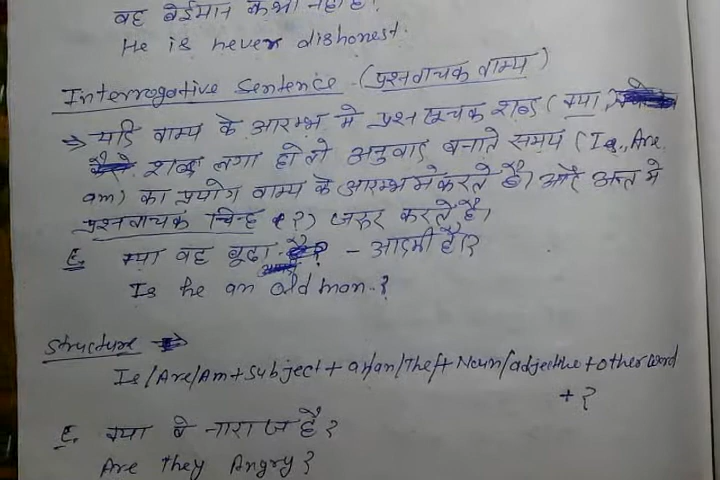 वह बेईमान कभी नहीं है।
He is never dishonest.
Interrogative Sentence (प्रश्नवाचक वाक्य)
⇒ यदि वाक्य के आरम्भ मे प्रश्न सूचक शब्द (क्या,
शब्द लगा हो तो अनुवाद बनाते समय (Is, Are
am) का प्रयोग वाक्य के आरम्भ मे करते है। और अन्त मे
प्रश्नवाचक चिन्ह (?) जरूर करते है।
E. क्या वह बूढा - आदमी है।?
Is he an old man.?
Structure ⇒
Is/Are/Am+Subject+a/an/The/+Noun/adjective+other word
+?
E. क्या वे नाराज है?
Are They Angry?